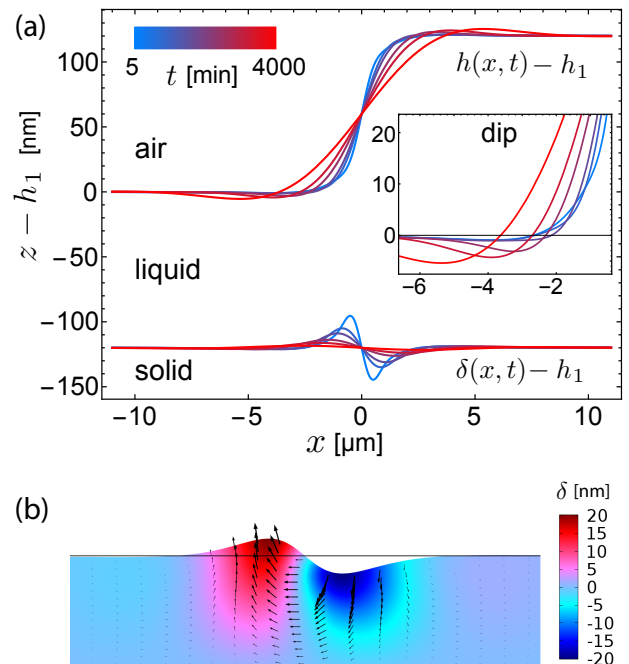 (a)
5 t [min] 4000
h(x, t) − h₁
air
dip
20
10
0
−6 −4 −2
liquid
solid
δ(x, t) − h₁
z − h₁ [nm]
100
50
0
−50
−100
−150
−10 −5 0 5 10
x [µm]
(b)
δ [nm]
20
15
10
5
0
-5
-10
-15
-20